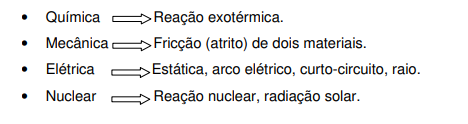 • Química ⇒ Reação exotérmica.
• Mecânica ⇒ Fricção (atrito) de dois materiais.
• Elétrica ⇒ Estática, arco elétrico, curto-circuito, raio.
• Nuclear ⇒ Reação nuclear, radiação solar.